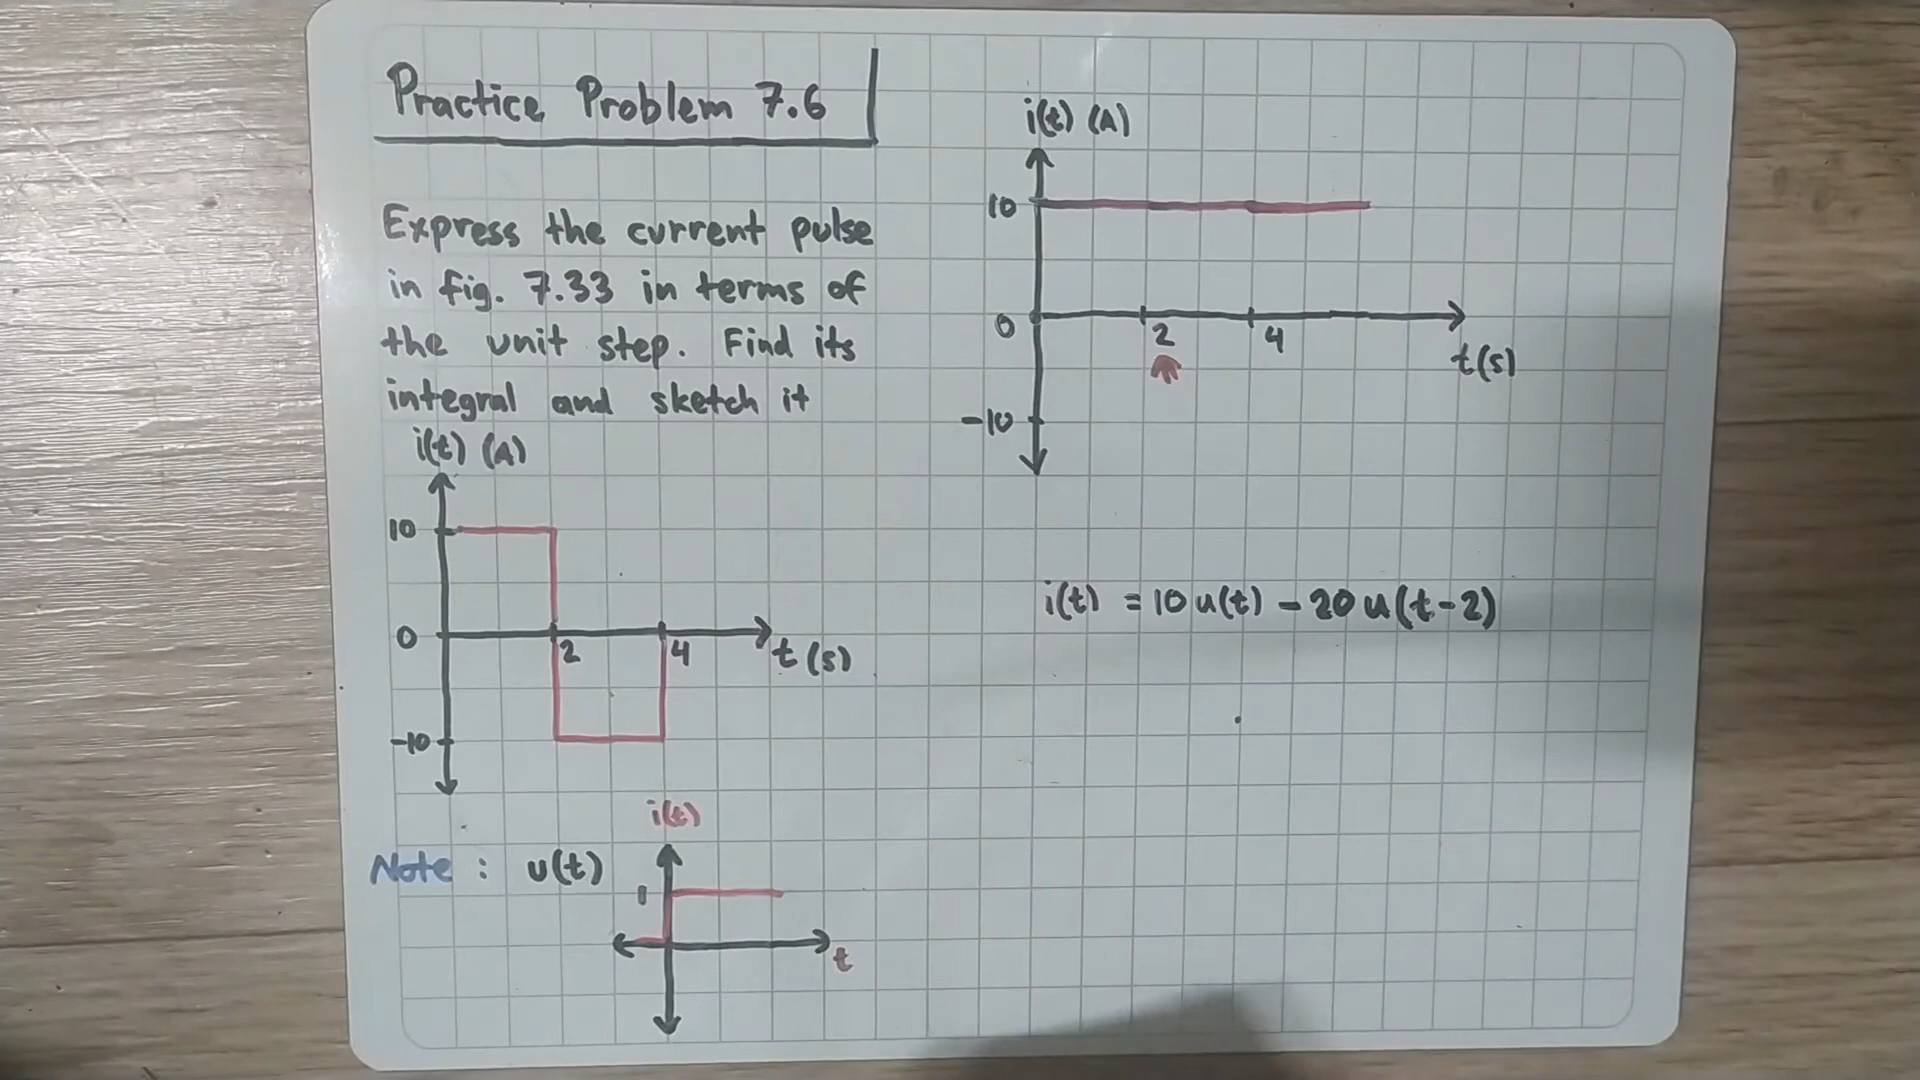 Practice Problem 7.6
Express the current pulse
in fig. 7.33 in terms of
the unit step. Find its
integral and sketch it
i(t) (A)
10
0
2
4
t(s)
-10
i(t)
Note: u(t)
1
t
i(t) (A)
10
0
2
4
t(s)
-10
i(t) = 10 u(t) - 20 u(t-2)